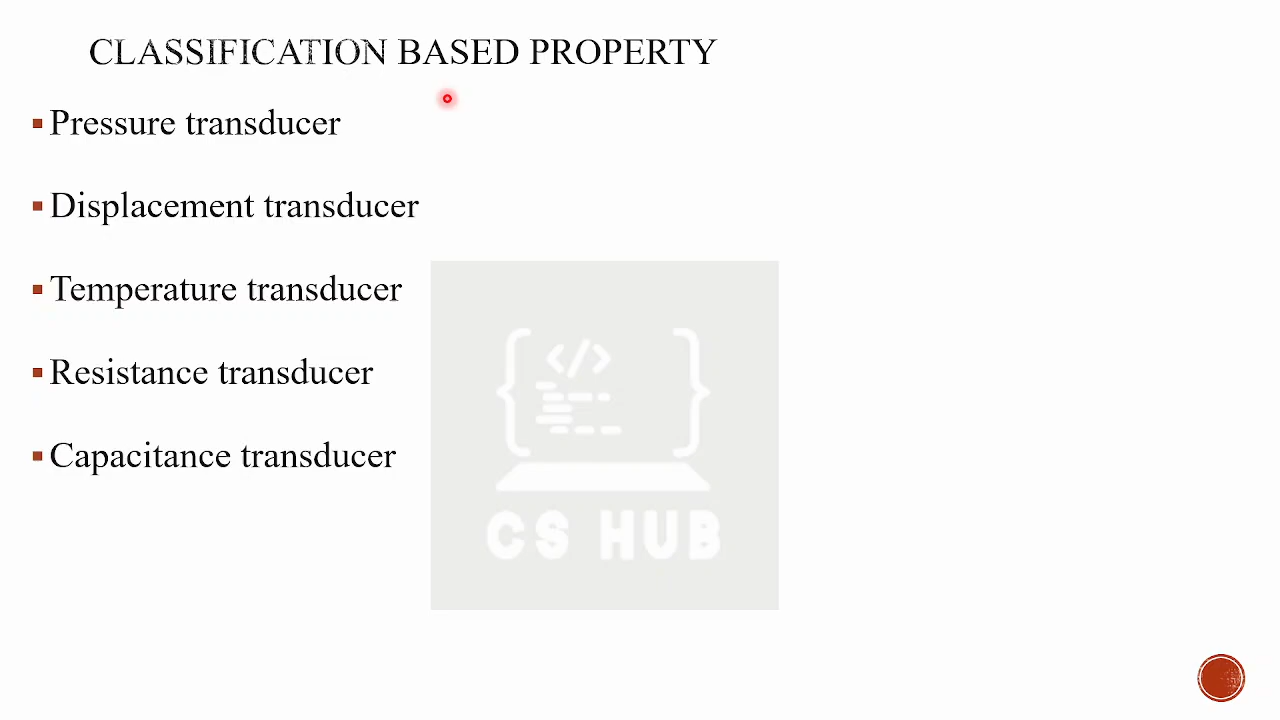 CLASSIFICATION BASED PROPERTY
Pressure transducer
Displacement transducer
Temperature transducer
Resistance transducer
Capacitance transducer
</>
CS HUB